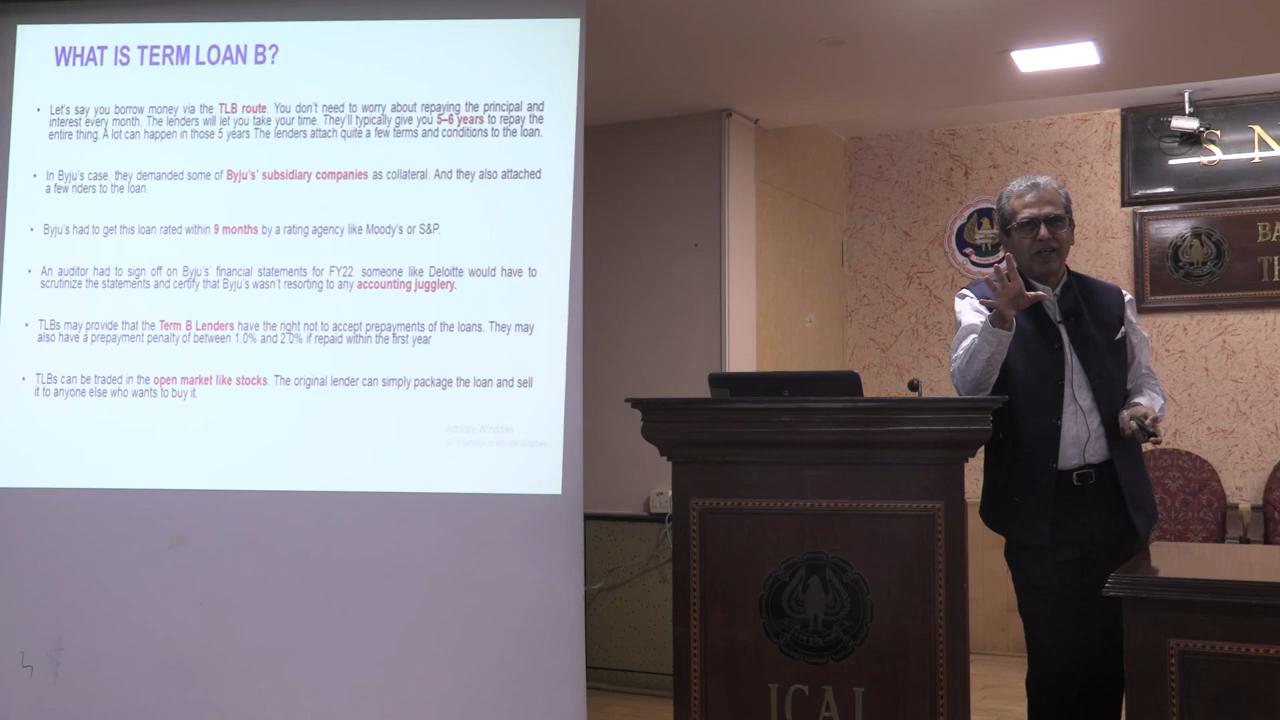 WHAT IS TERM LOAN B?
• Let's say you borrow money via the TLB route. You don't need to worry about repaying the principal and
interest every month. The lenders will let you take your time. They'll typically give you 5–6 years to repay the
entire thing. A lot can happen in those 5 years The lenders attach quite a few terms and conditions to the loan.
• In Byju's case, they demanded some of Byju's' subsidiary companies as collateral. And they also attached
a few riders to the loan.
• Byju's had to get this loan rated within 9 months by a rating agency like Moody's or S&P.
• An auditor had to sign off on Byju's' financial statements for FY22. someone like Deloitte would have to
scrutinize the statements and certify that Byju's wasn't resorting to any accounting jugglery.
• TLBs may provide that the Term B Lenders have the right not to accept prepayments of the loans. They may
also have a prepayment penalty of between 1.0% and 2.0% if repaid within the first year
• TLBs can be traded in the open market like stocks. The original lender can simply package the loan and sell
it to anyone else who wants to buy it.
Activate Windows
Go to Settings to activate Windows.
S N
BA
TH
ICAI